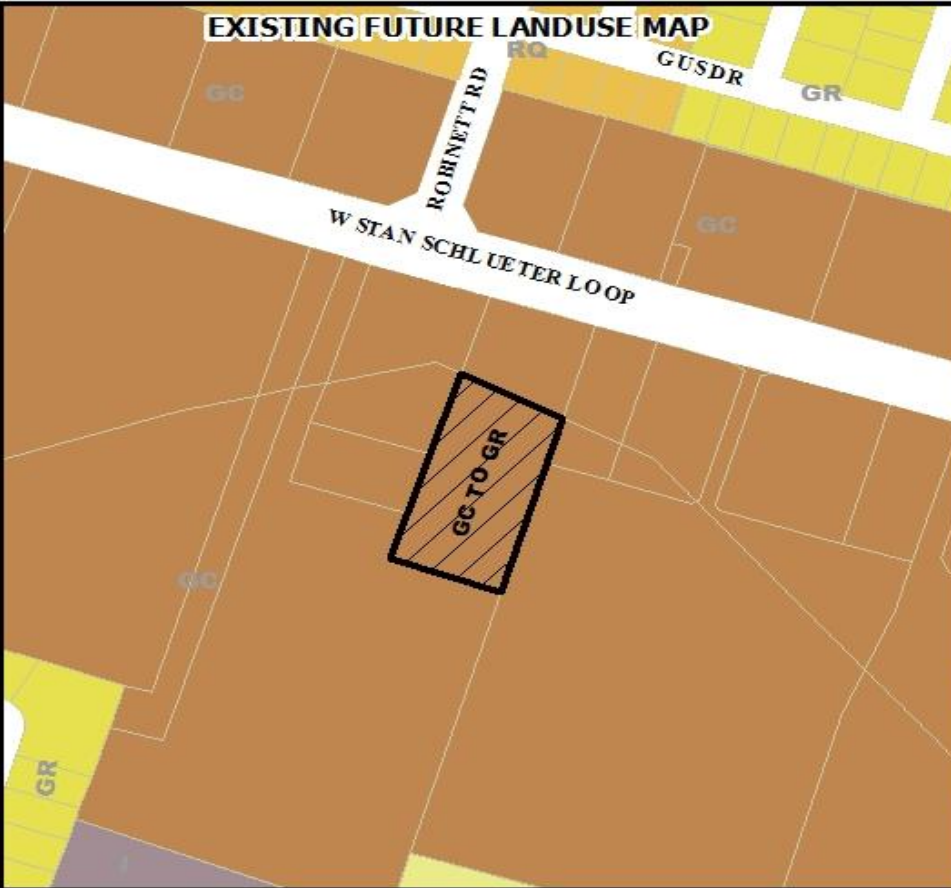 EXISTING FUTURE LANDUSE MAP
RQ
GUS DR
GC
GR
ROBINETT RD
W STAN SCHLUETER LOOP
GC
GC TO GR
GC
GR
I